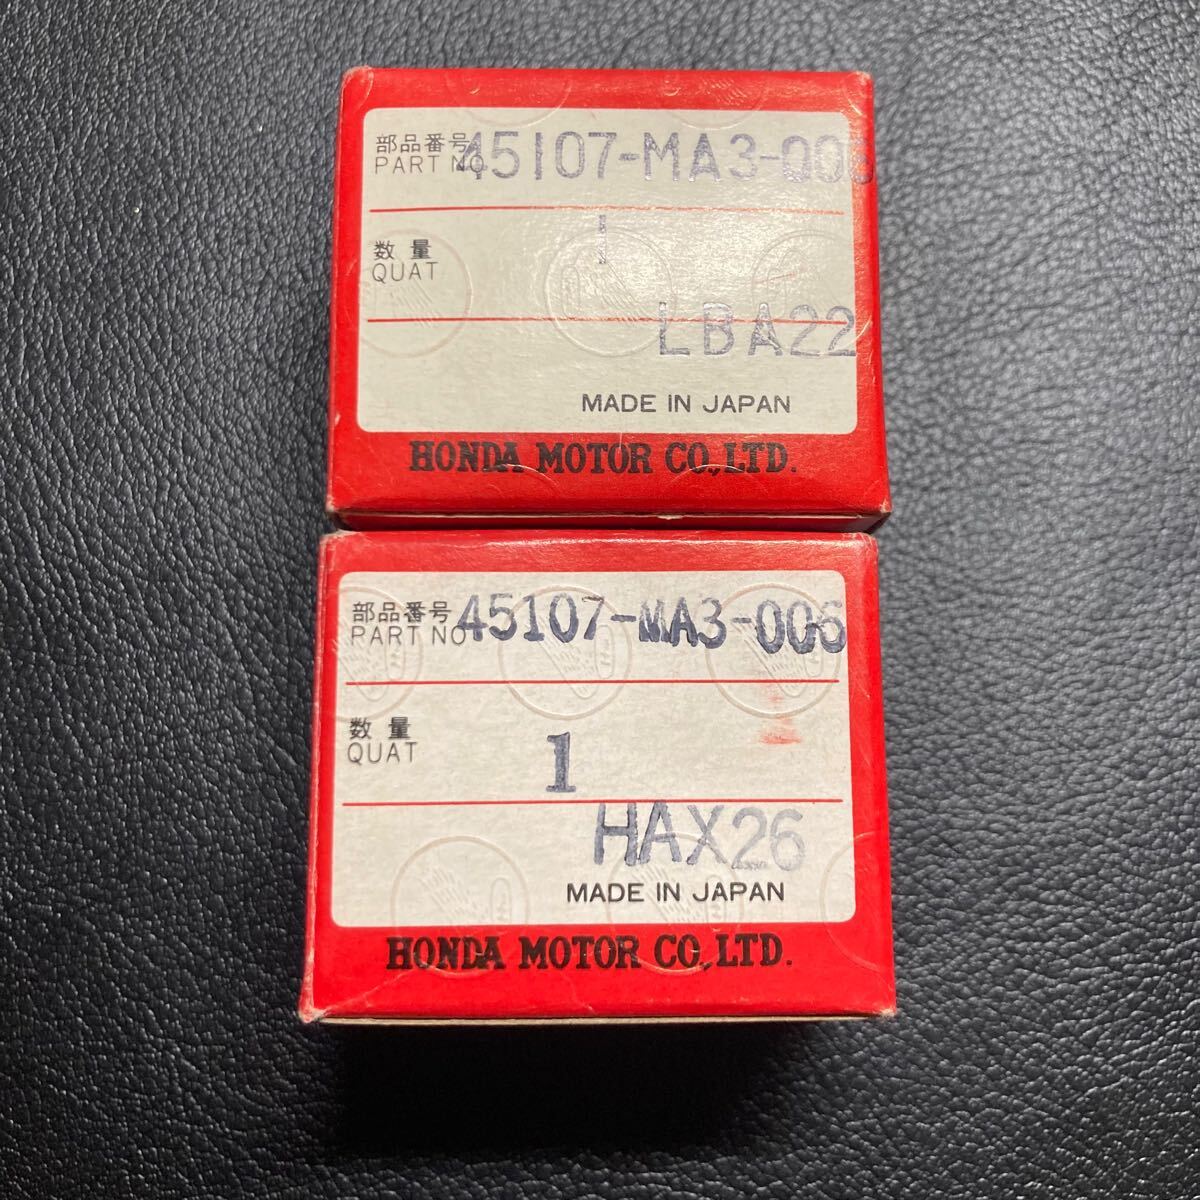 部品番号
PART NO 45107-MA3-006
数量
QUAT 1
LBA22
MADE IN JAPAN
HONDA MOTOR CO.,LTD.
部品番号
PART NO 45107-MA3-006
数量
QUAT 1
HAX26
MADE IN JAPAN
HONDA MOTOR CO.,LTD.